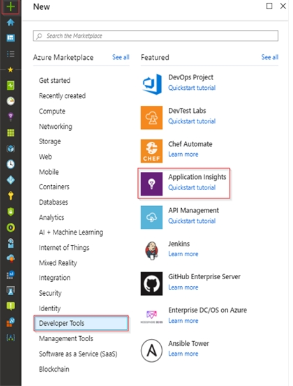 New
Search the Marketplace
Azure Marketplace See all
Featured See all
Get started
Recently created
Compute
Networking
Storage
Web
Mobile
Containers
Databases
Analytics
AI + Machine Learning
Internet of Things
Mixed Reality
Integration
Security
Identity
Developer Tools
Management Tools
Software as a Service (SaaS)
Blockchain
DevOps Project
Quickstart tutorial
DevTest Labs
Quickstart tutorial
CHEF
Chef Automate
Learn more
Application Insights
Quickstart tutorial
API Management
Quickstart tutorial
Jenkins
Learn more
GitHub Enterprise Server
Learn more
Enterprise DC/OS on Azure
Learn more
Ansible Tower
Learn more